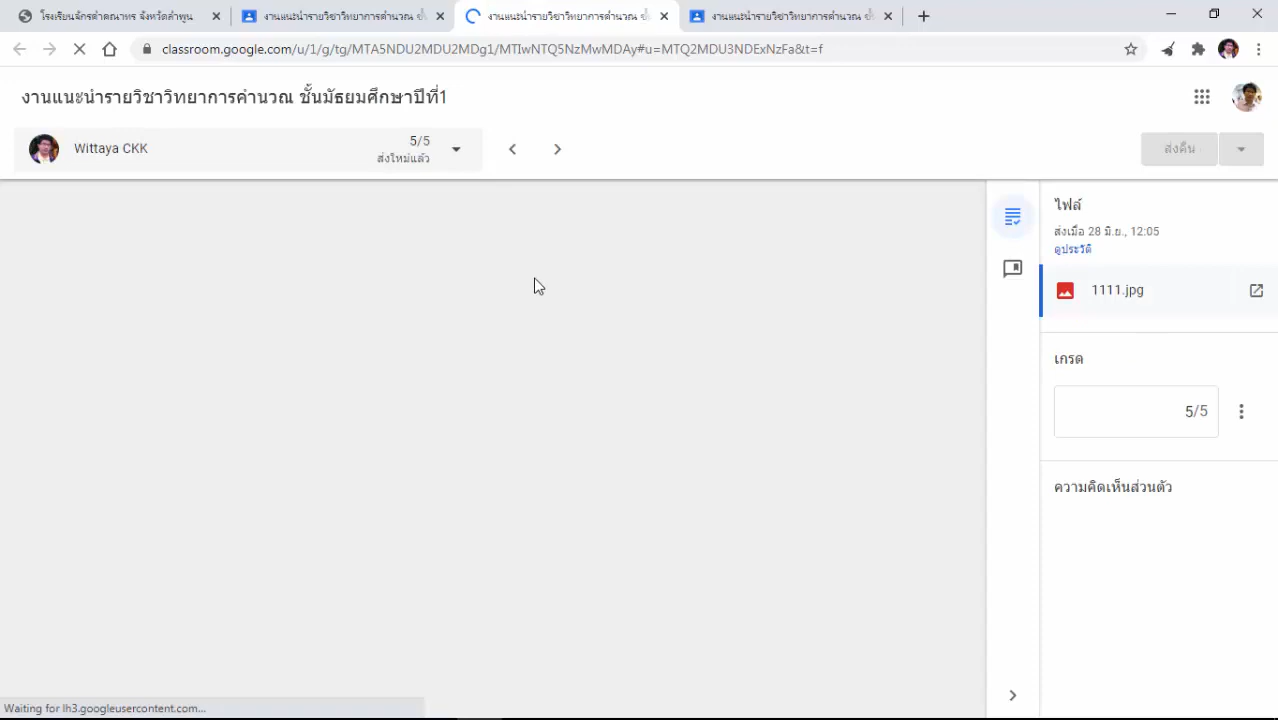 โรงเรียนจักรคำคณาทร จังหวัดลำพูน
งานแนะนำรายวิชาวิทยาการคำนวณ ชั้
งานแนะนำรายวิชาวิทยาการคำนวณ ชั้
งานแนะนำรายวิชาวิทยาการคำนวณ ชั้
classroom.google.com/u/1/g/tg/MTA5NDU2MDU2MDg1/MTIwNTQ5NzMwMDAy#u=MTQ2MDU3NDExNzFa&t=f
งานแนะนำรายวิชาวิทยาการคำนวณ ชั้นมัธยมศึกษาปีที่1
Wittaya CKK
5/5
ส่งใหม่แล้ว
ส่งคืน
ไฟล์
ส่งเมื่อ 28 มิ.ย., 12:05
ดูประวัติ
1111.jpg
เกรด
5/5
ความคิดเห็นส่วนตัว
Waiting for lh3.googleusercontent.com...